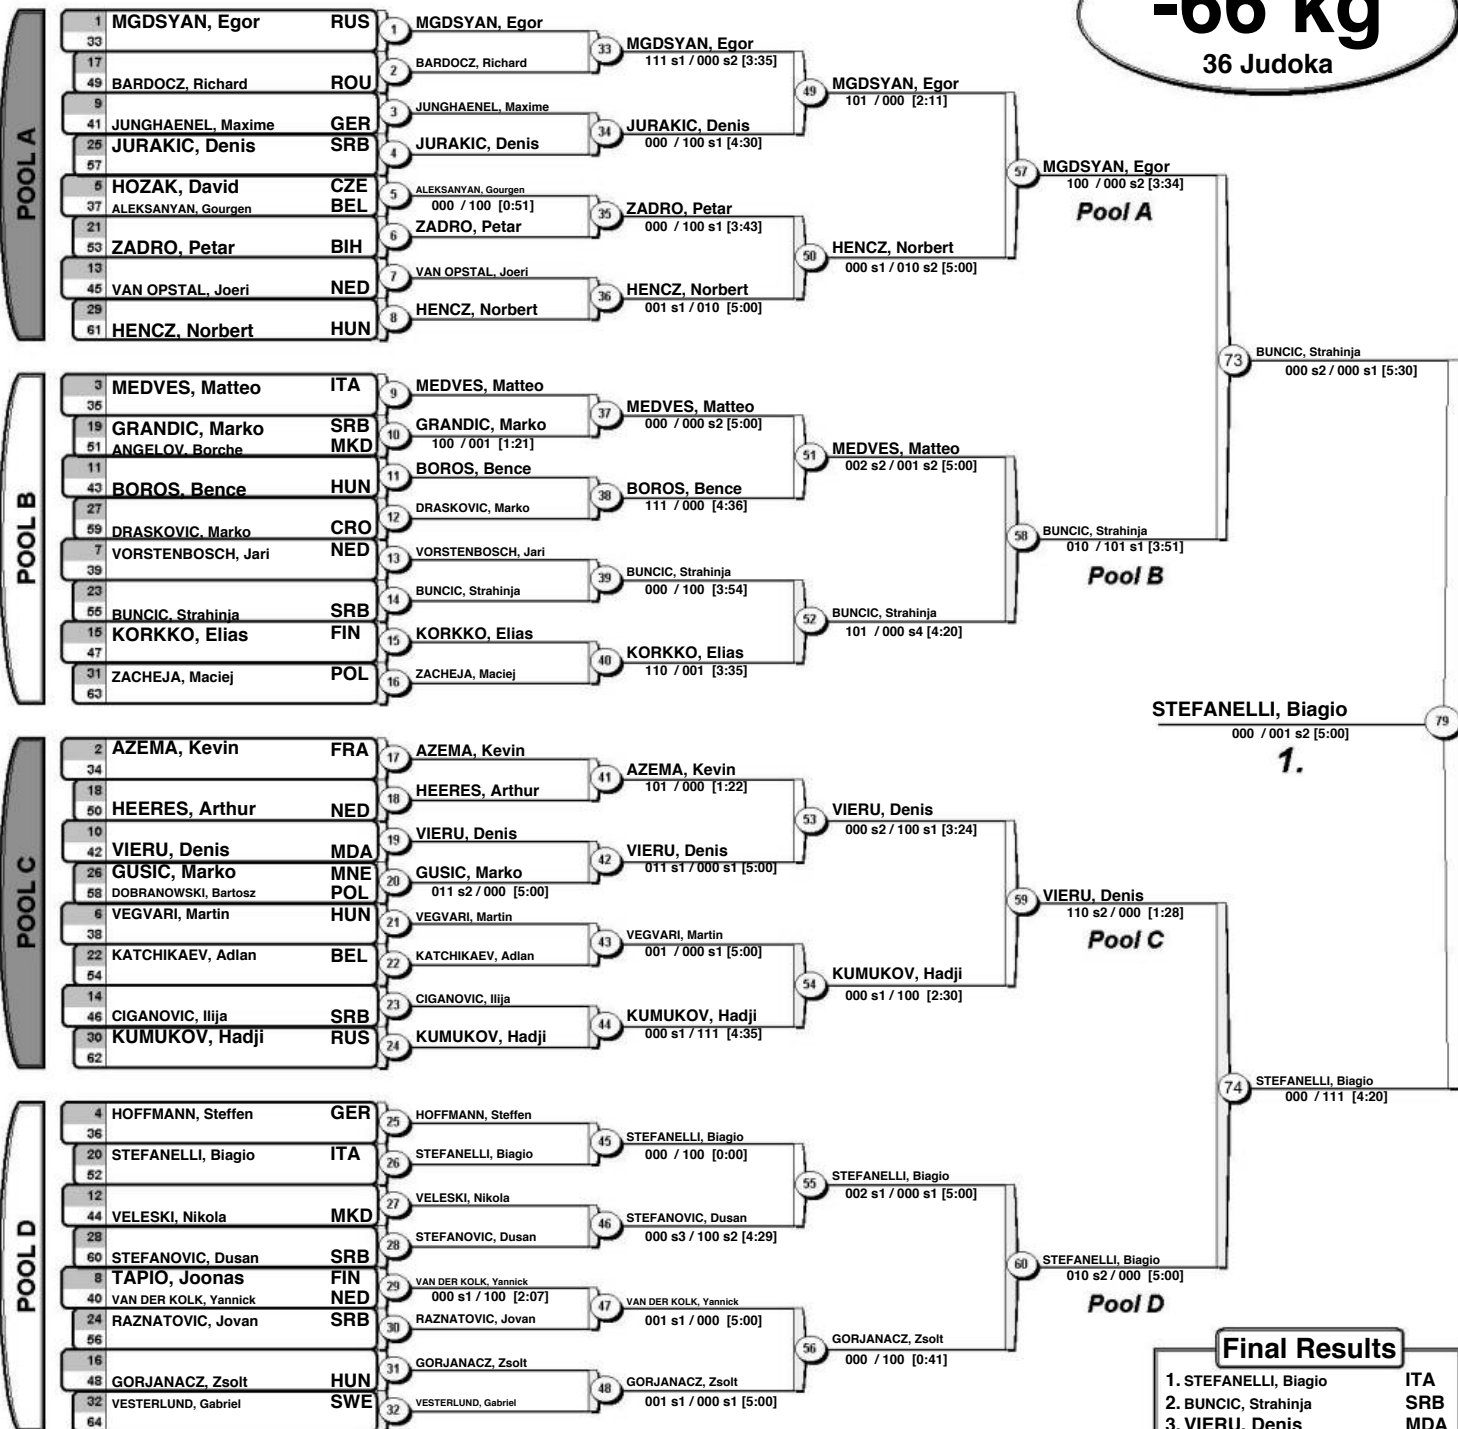 -66 kg
36 Judoka
POOL A
1 MGDSYAN, Egor RUS
33
17
49 BARDOCZ, Richard ROU
9
41 JUNGHAENEL, Maxime GER
25 JURAKIC, Denis SRB
57
5 HOZAK, David CZE
37 ALEKSANYAN, Gourgen BEL
21
53 ZADRO, Petar BIH
13
45 VAN OPSTAL, Joeri NED
29
61 HENCZ, Norbert HUN
1 MGDSYAN, Egor
2 BARDOCZ, Richard
3 JUNGHAENEL, Maxime
4 JURAKIC, Denis
5 ALEKSANYAN, Gourgen
000 / 100 [0:51]
6 ZADRO, Petar
7 VAN OPSTAL, Joeri
8 HENCZ, Norbert
33 MGDSYAN, Egor
111 s1 / 000 s2 [3:35]
34 JURAKIC, Denis
000 / 100 s1 [4:30]
35 ZADRO, Petar
000 / 100 s1 [3:43]
36 HENCZ, Norbert
001 s1 / 010 [5:00]
49 MGDSYAN, Egor
101 / 000 [2:11]
50 HENCZ, Norbert
000 s1 / 010 s2 [5:00]
57 MGDSYAN, Egor
100 / 000 s2 [3:34]
Pool A
POOL B
3 MEDVES, Matteo ITA
35
19 GRANDIC, Marko SRB
51 ANGELOV, Borche MKD
11
43 BOROS, Bence HUN
27
59 DRASKOVIC, Marko CRO
7 VORSTENBOSCH, Jari NED
39
23
55 BUNCIC, Strahinja SRB
15 KORKKO, Elias FIN
47
31 ZACHEJA, Maciej POL
63
9 MEDVES, Matteo
10 GRANDIC, Marko
100 / 001 [1:21]
11 BOROS, Bence
12 DRASKOVIC, Marko
13 VORSTENBOSCH, Jari
14 BUNCIC, Strahinja
15 KORKKO, Elias
16 ZACHEJA, Maciej
37 MEDVES, Matteo
000 / 000 s2 [5:00]
38 BOROS, Bence
111 / 000 [4:36]
39 BUNCIC, Strahinja
000 / 100 [3:54]
40 KORKKO, Elias
110 / 001 [3:35]
51 MEDVES, Matteo
002 s2 / 001 s2 [5:00]
52 BUNCIC, Strahinja
101 / 000 s4 [4:20]
58 BUNCIC, Strahinja
010 / 101 s1 [3:51]
Pool B
73 BUNCIC, Strahinja
000 s2 / 000 s1 [5:30]
STEFANELLI, Biagio 79
000 / 001 s2 [5:00]
1.
POOL C
2 AZEMA, Kevin FRA
34
18
50 HEERES, Arthur NED
10
42 VIERU, Denis MDA
26 GUSIC, Marko MNE
58 DOBRANOWSKI, Bartosz POL
6 VEGVARI, Martin HUN
38
22 KATCHIKAEV, Adlan BEL
54
14
46 CIGANOVIC, Ilija SRB
30 KUMUKOV, Hadji RUS
62
17 AZEMA, Kevin
18 HEERES, Arthur
19 VIERU, Denis
20 GUSIC, Marko
011 s2 / 000 [5:00]
21 VEGVARI, Martin
22 KATCHIKAEV, Adlan
23 CIGANOVIC, Ilija
24 KUMUKOV, Hadji
41 AZEMA, Kevin
101 / 000 [1:22]
42 VIERU, Denis
011 s1 / 000 s1 [5:00]
43 VEGVARI, Martin
001 / 000 s1 [5:00]
44 KUMUKOV, Hadji
000 s1 / 111 [4:35]
53 VIERU, Denis
000 s2 / 100 s1 [3:24]
54 KUMUKOV, Hadji
000 s1 / 100 [2:30]
59 VIERU, Denis
110 s2 / 000 [1:28]
Pool C
74 STEFANELLI, Biagio
000 / 111 [4:20]
POOL D
4 HOFFMANN, Steffen GER
36
20 STEFANELLI, Biagio ITA
52
12
44 VELESKI, Nikola MKD
28
60 STEFANOVIC, Dusan SRB
8 TAPIO, Joonas FIN
40 VAN DER KOLK, Yannick NED
24 RAZNATOVIC, Jovan SRB
56
16
48 GORJANACZ, Zsolt HUN
32 VESTERLUND, Gabriel SWE
64
25 HOFFMANN, Steffen
26 STEFANELLI, Biagio
27 VELESKI, Nikola
28 STEFANOVIC, Dusan
29 VAN DER KOLK, Yannick
000 s1 / 100 [2:07]
30 RAZNATOVIC, Jovan
31 GORJANACZ, Zsolt
32 VESTERLUND, Gabriel
45 STEFANELLI, Biagio
000 / 100 [0:00]
46 STEFANOVIC, Dusan
000 s3 / 100 s2 [4:29]
47 VAN DER KOLK, Yannick
001 s1 / 000 [5:00]
48 GORJANACZ, Zsolt
001 s1 / 000 s1 [5:00]
55 STEFANELLI, Biagio
002 s1 / 000 s1 [5:00]
56 GORJANACZ, Zsolt
000 / 100 [0:41]
60 STEFANELLI, Biagio
010 s2 / 000 [5:00]
Pool D
Final Results
1. STEFANELLI, Biagio ITA
2. BUNCIC, Strahinja SRB
3. VIERU, Denis MDA